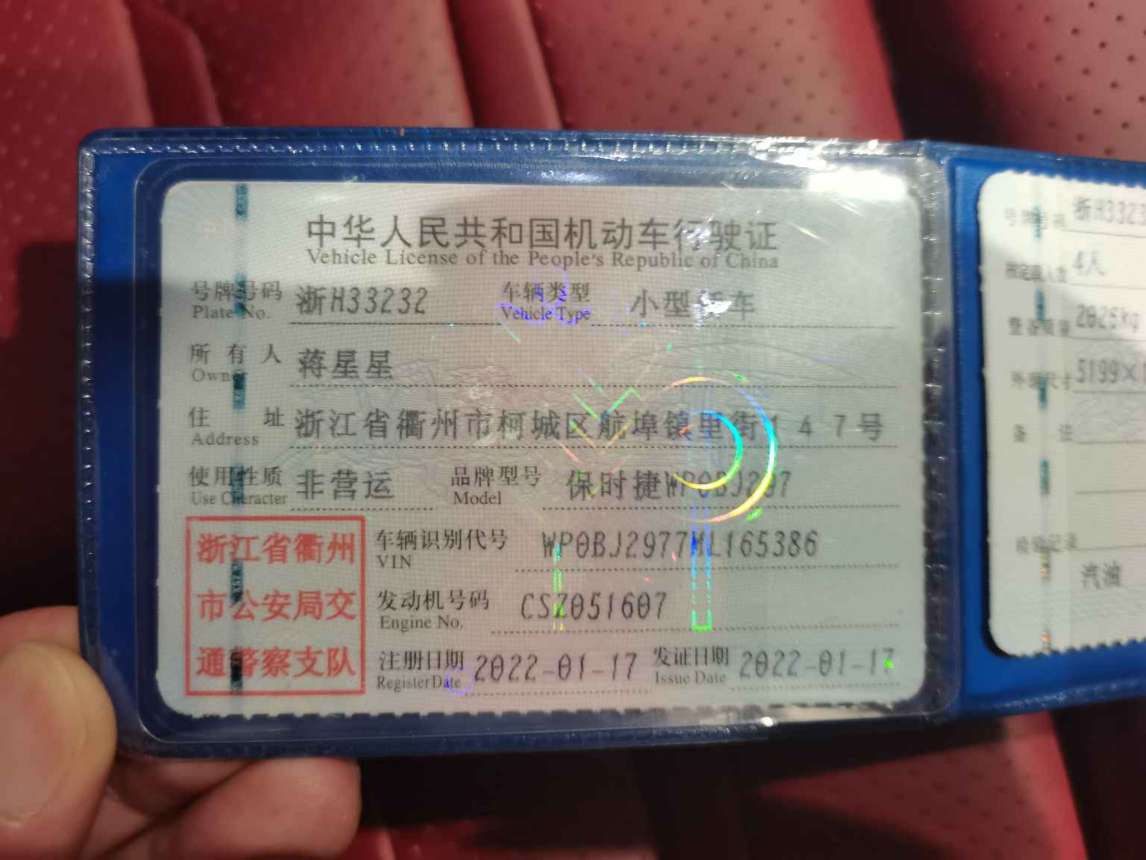 中华人民共和国机动车行驶证
Vehicle License of the People's Republic of China
号牌号码 浙H33232 车辆类型 小型轿车
Plate No. Vehicle Type
所有人 蒋星星
Owner
住址 浙江省衢州市柯城区航埠镇里街147号
Address
使用性质 非营运 品牌型号 保时捷WP0BJ297
Use Character Model
浙江省衢州
市公安局交
通警察支队
车辆识别代号 WP0BJ2977ML165386
VIN
发动机号码 CSZ051607
Engine No.
注册日期 2022-01-17 发证日期 2022-01-17
Register Date Issue Date
号牌号码 浙H3323
核定载人数 4人
整备质量 2026kg
外廓尺寸 5199×
备注
检验记录
汽油